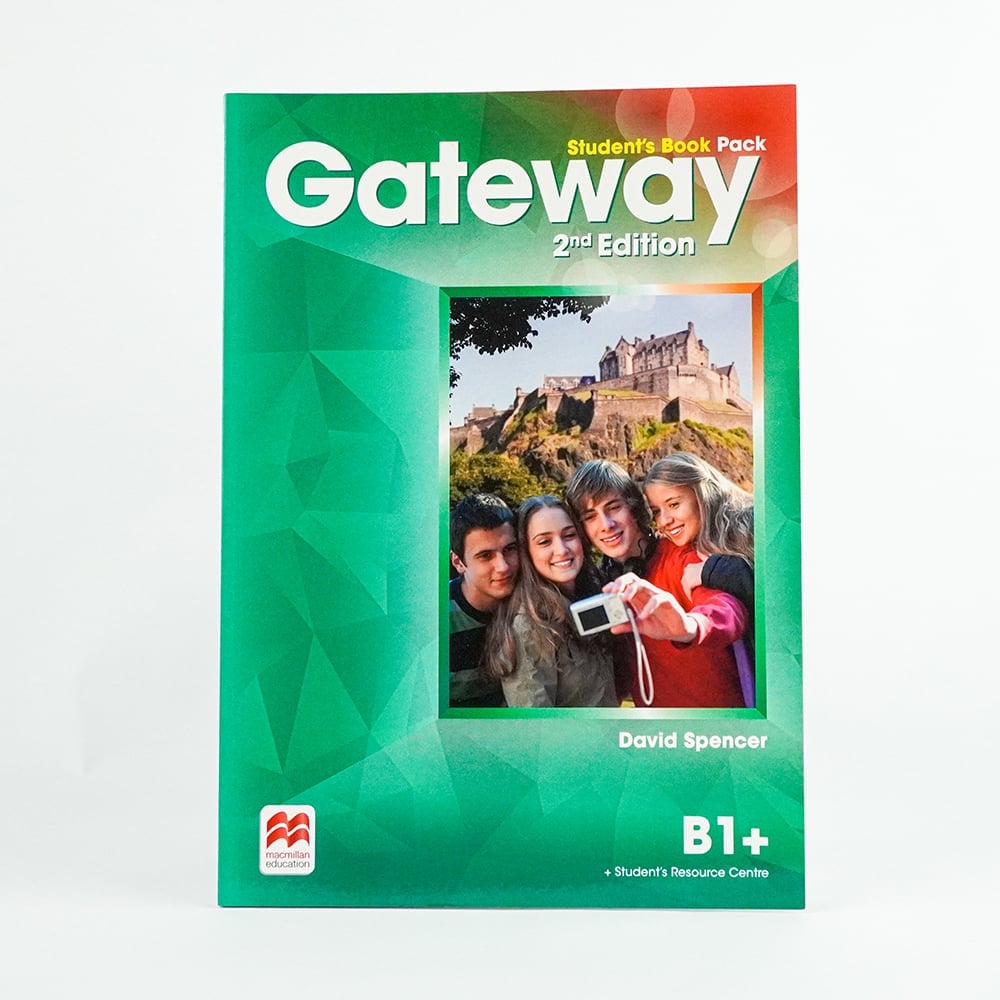 Student's Book Pack
Gateway
2nd Edition
David Spencer
B1+
+ Student's Resource Centre
macmillan
education